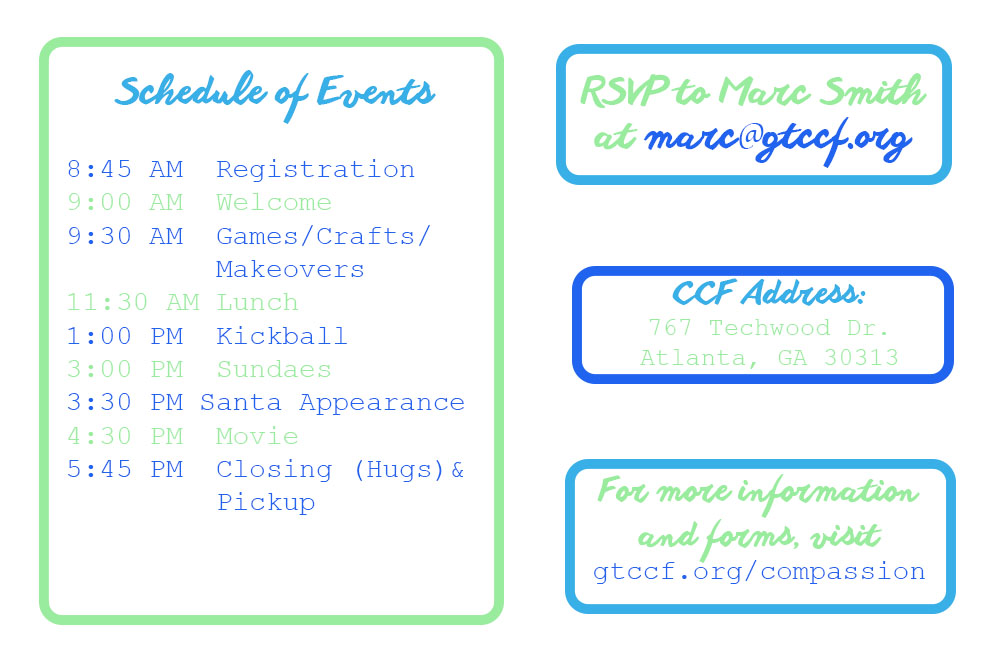 Schedule of Events
8:45 AM Registration
9:00 AM Welcome
9:30 AM Games/Crafts/
Makeovers
11:30 AM Lunch
1:00 PM Kickball
3:00 PM Sundaes
3:30 PM Santa Appearance
4:30 PM Movie
5:45 PM Closing (Hugs)&
Pickup
RSVP to Marc Smith
at marc@gtccf.org
CCF Address:
767 Techwood Dr.
Atlanta, GA 30313
For more information
and forms, visit
gtccf.org/compassion